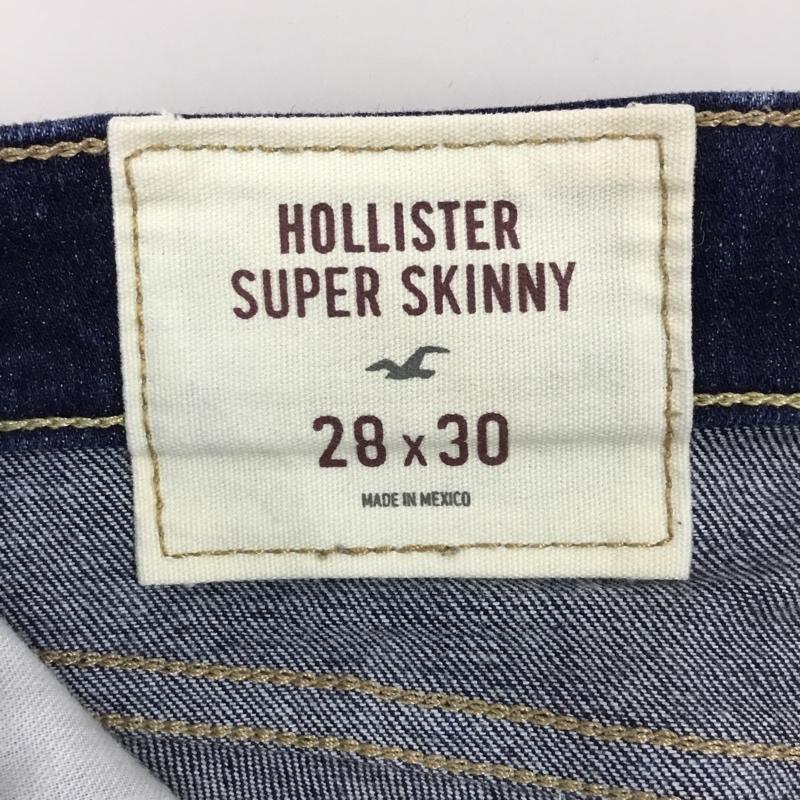 HOLLISTER
SUPER SKINNY
28 x 30
MADE IN MEXICO